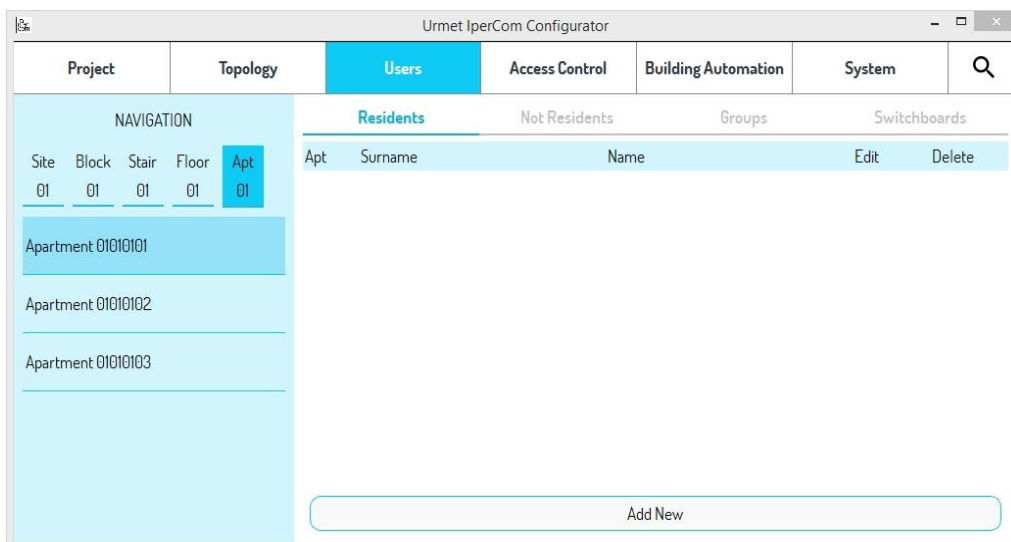 Urmet IperCom Configurator
Project Topology Users Access Control Building Automation System
NAVIGATION
Site Block Stair Floor Apt
01 01 01 01 01
Apartment 01010101
Apartment 01010102
Apartment 01010103
Residents Not Residents Groups Switchboards
Apt Surname Name Edit Delete
Add New